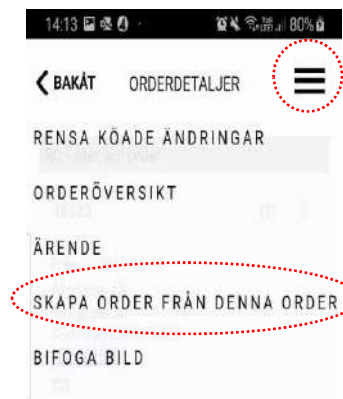 14:13 80%
BAKÅT ORDERDETALJER
RENSA KÖADE ÄNDRINGAR
ORDERÖVERSIKT
ÄRENDE
SKAPA ORDER FRÅN DENNA ORDER
BIFOGA BILD